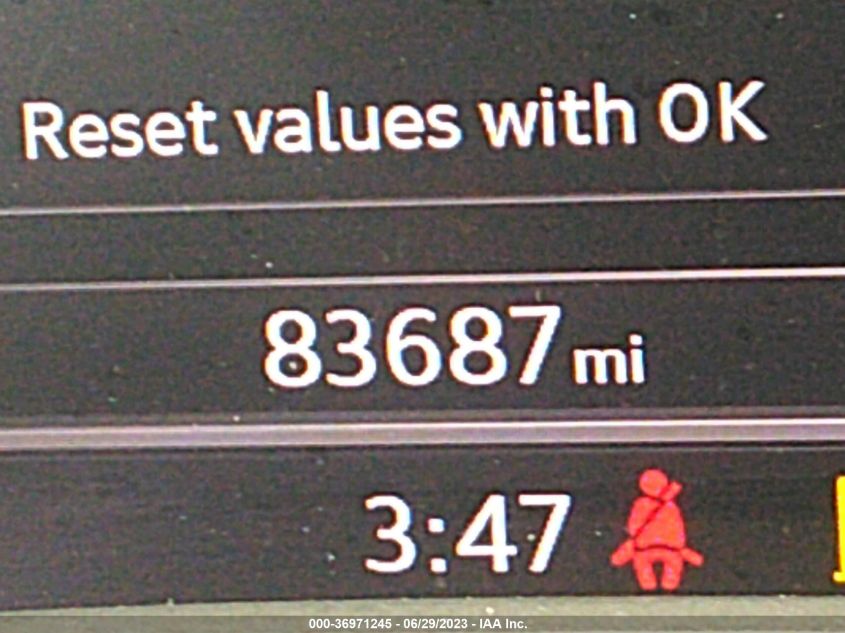 Reset values with OK
83687 mi
3:47
000-36971245 - 06/29/2023 - IAA Inc.